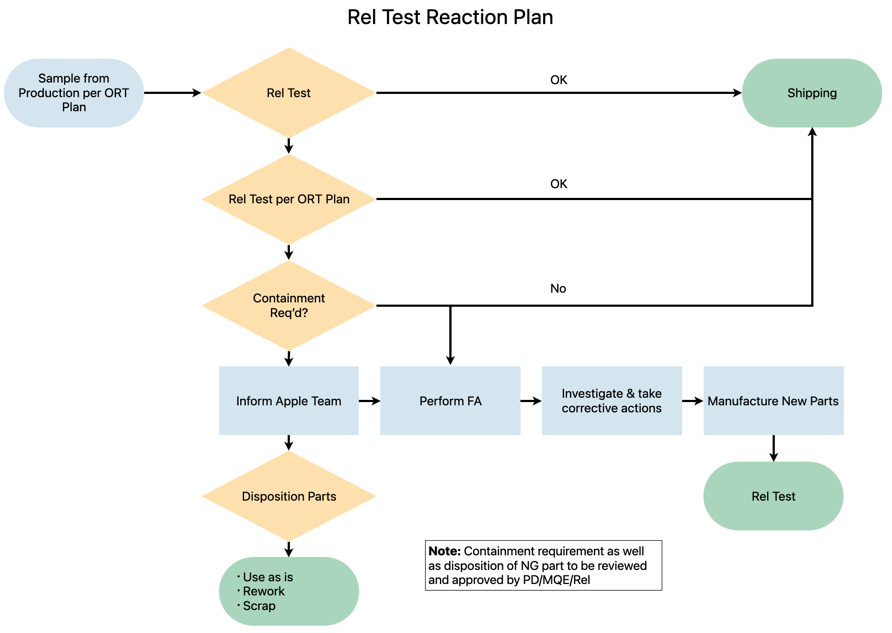 Rel Test Reaction Plan
Sample from
Production per ORT
Plan
Rel Test
OK
Shipping
Rel Test per ORT Plan
OK
Containment
Req’d?
No
Inform Apple Team
Perform FA
Investigate & take
corrective actions
Manufacture New Parts
Disposition Parts
Rel Test
Note: Containment requirement as well
as disposition of NG part to be reviewed
and approved by PD/MQE/Rel
· Use as is
· Rework
· Scrap